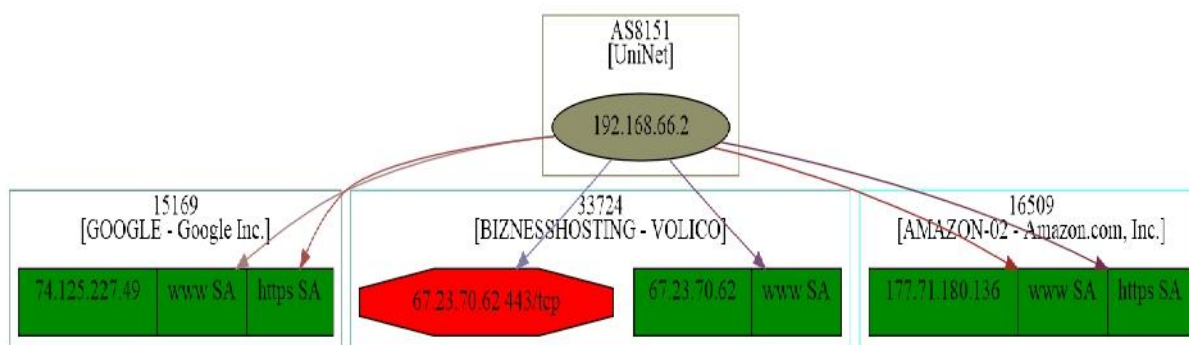 AS8151
[UniNet]
192.168.66.2
15169
[GOOGLE - Google Inc.]
33724
[BIZNESSHOSTING - VOLICO]
16509
[AMAZON-02 - Amazon.com, Inc.]
74.125.227.49 www SA https SA
67.23.70.62 443/tcp
67.23.70.62 www SA
177.71.180.136 www SA https SA